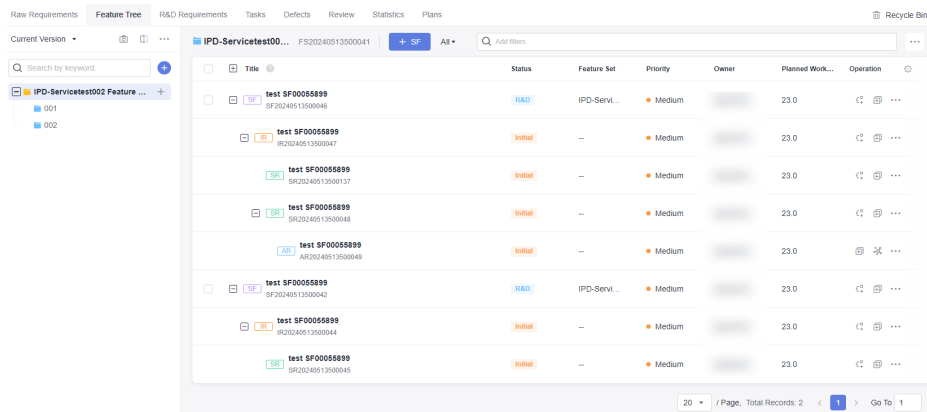 Raw Requirements Feature Tree R&D Requirements Tasks Defects Review Statistics Plans Recycle Bin
Current Version IPD-Servicetest00... FS20240513500041 + SF All Add filters.
Search by keyword. Title Status Feature Set Priority Owner Planned Work... Operation
IPD-Servicetest002 Feature ...
001
002
SF test SF00055899 R&D IPD-Servi... Medium 23.0
SF20240513500046
IR test SF00055899 Initial -- Medium 23.0
IR20240513500047
SR test SF00055899 Initial -- Medium 23.0
SR20240513500137
SR test SF00055899 Initial -- Medium 23.0
SR20240513500048
AR test SF00055899 Initial -- Medium 23.0
AR20240513500049
SF test SF00055899 R&D IPD-Servi... Medium 23.0
SF20240513500042
IR test SF00055899 Initial -- Medium 23.0
IR20240513500044
SR test SF00055899 Initial -- Medium 23.0
SR20240513500045
20 / Page, Total Records: 2 < 1 > Go To 1